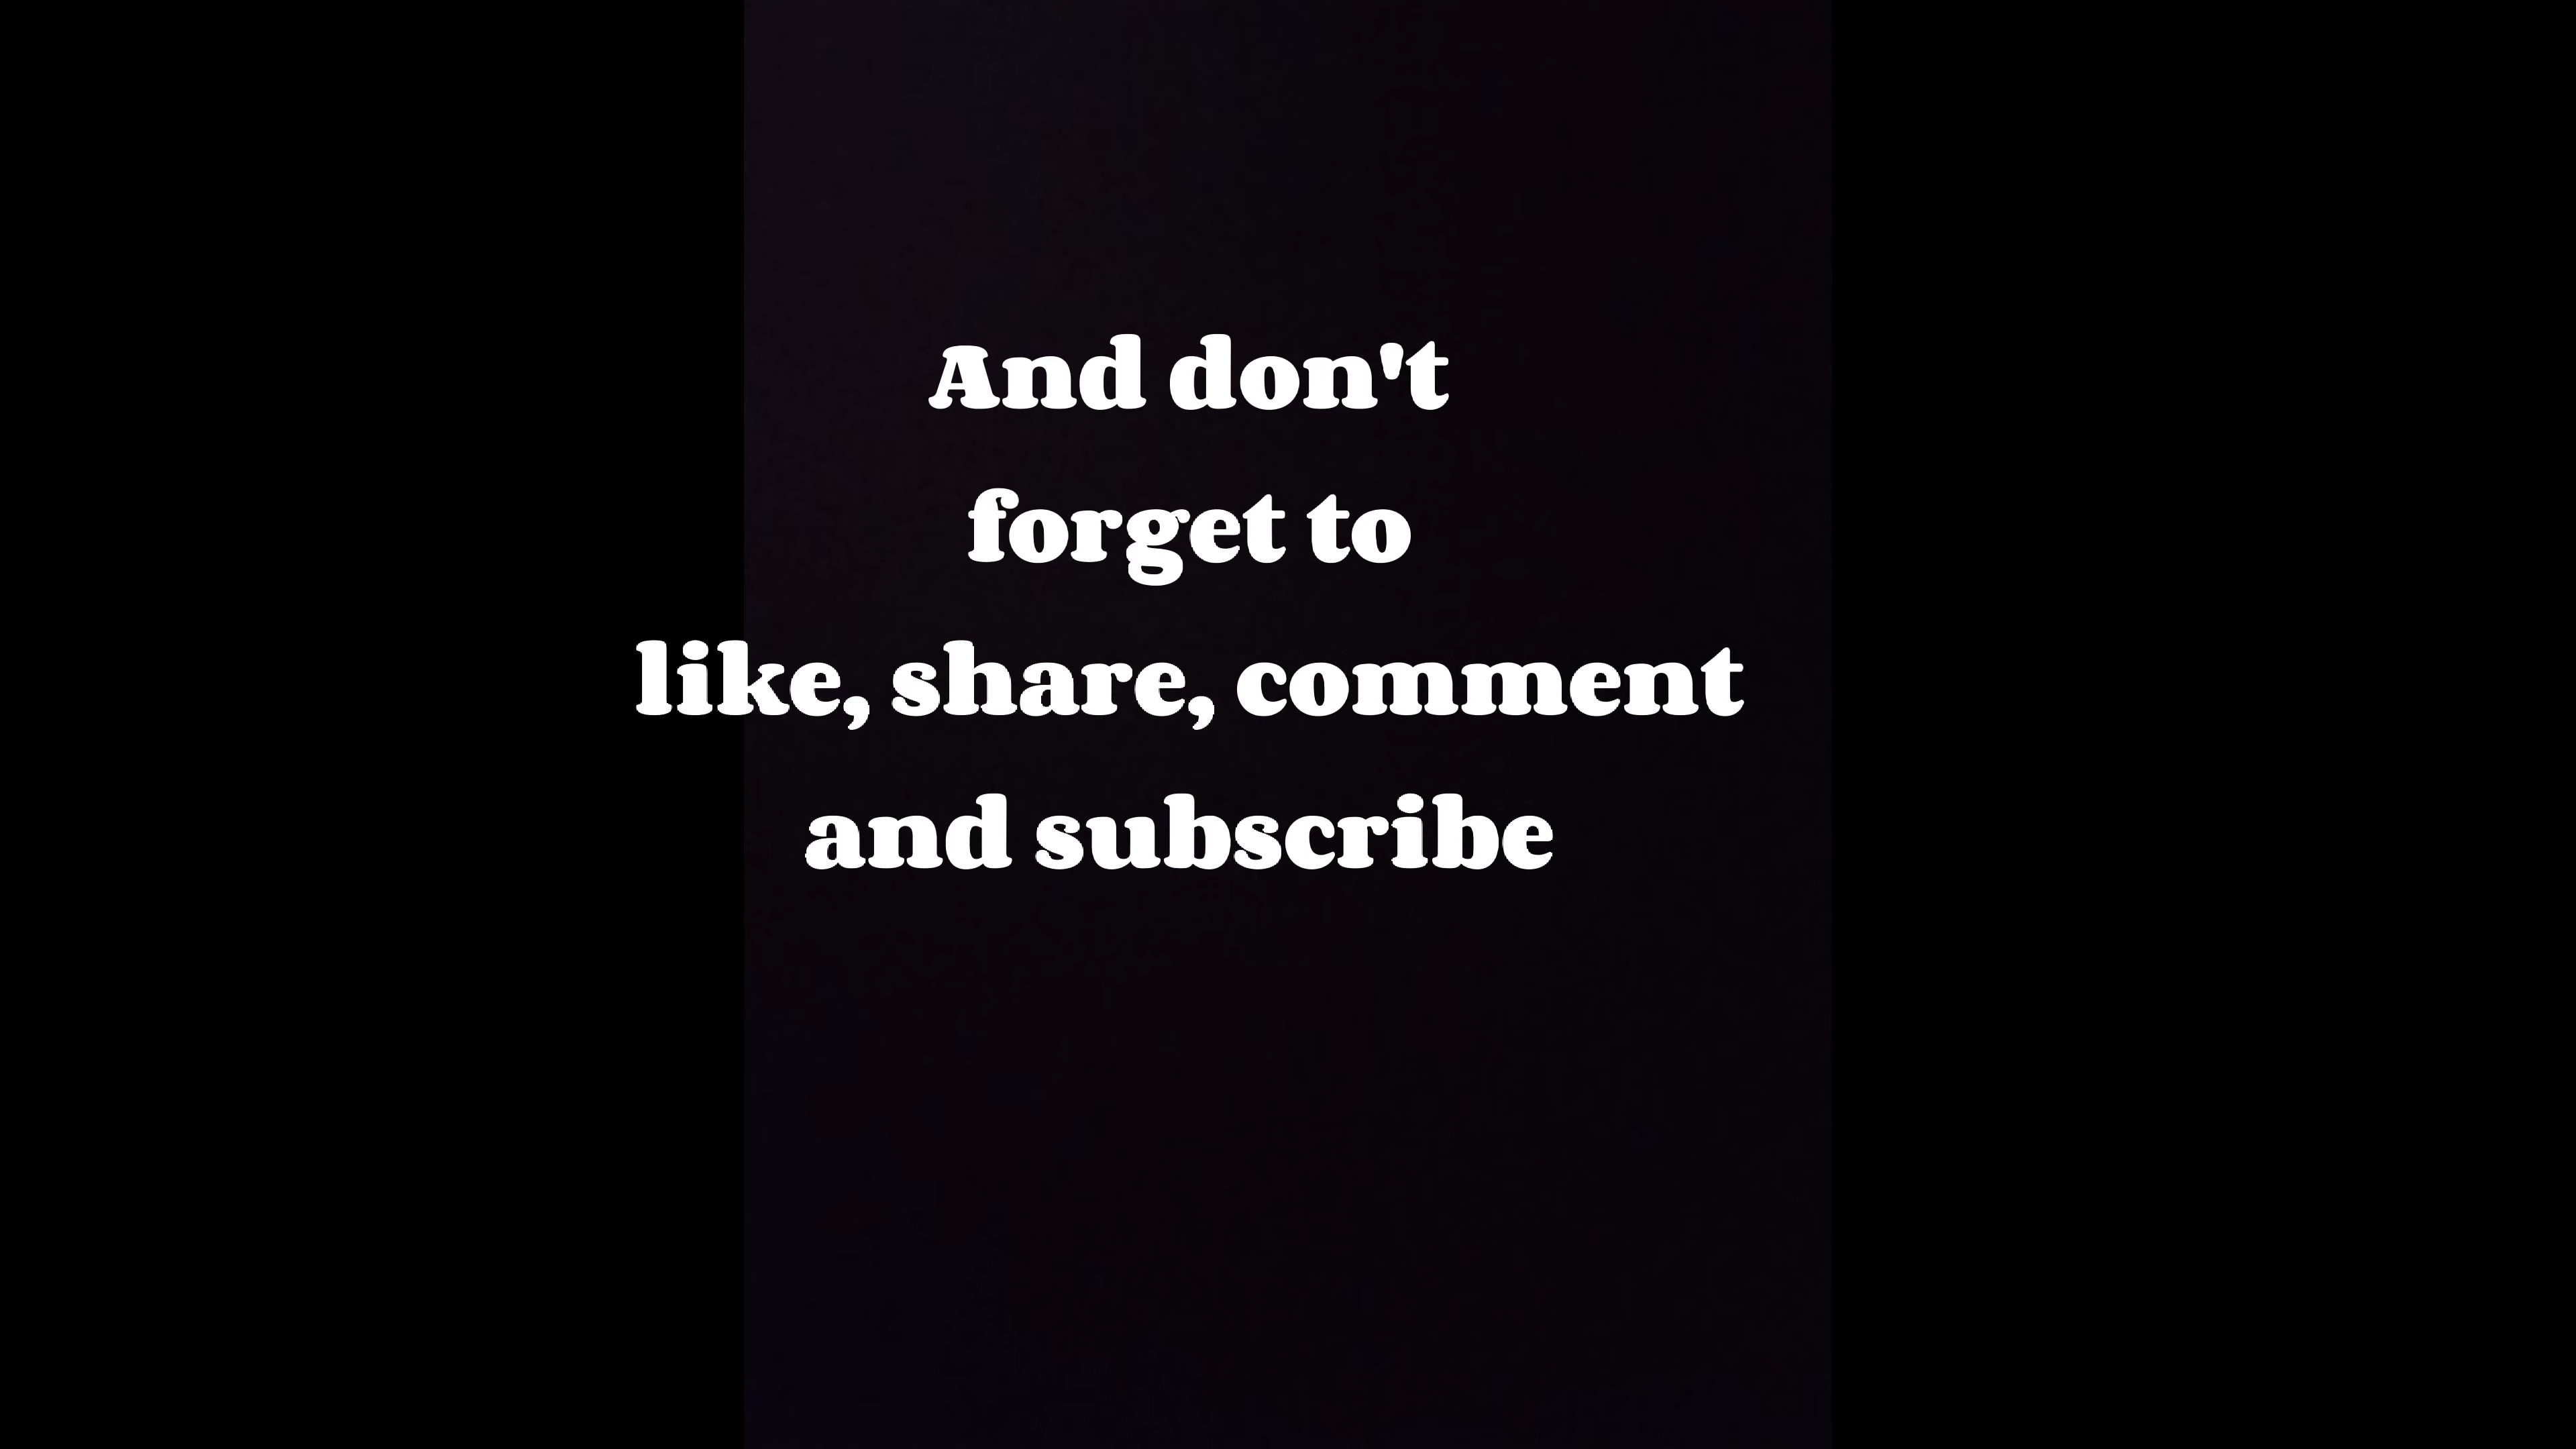 And don't
forget to
like, share, comment
and subscribe